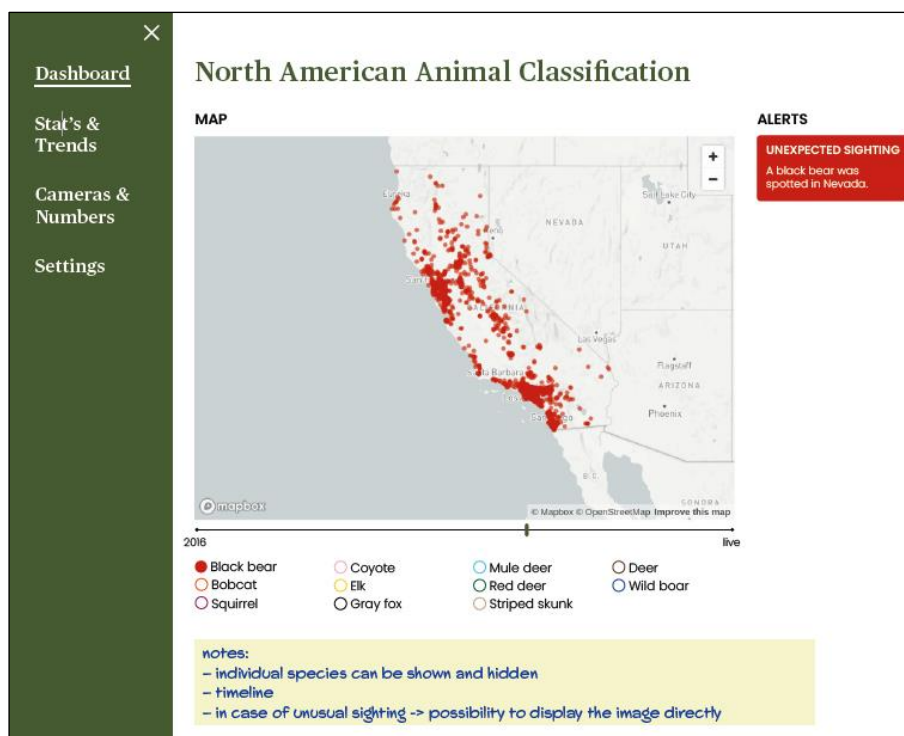 Dashboard
Stat's &
Trends
Cameras &
Numbers
Settings
North American Animal Classification
MAP
ALERTS
UNEXPECTED SIGHTING
A black bear was
spotted in Nevada.
+
−
Eureka
NEVADA
Salt Lake City
UTAH
CALIFORNIA
Las Vegas
Barbara
Flagstaff
ARIZONA
Phoenix
B.C.
SONORA
mapbox
© Mapbox © OpenStreetMap Improve this map
2016
live
Black bear
Coyote
Mule deer
Deer
Bobcat
Elk
Red deer
Wild boar
Squirrel
Gray fox
Striped skunk
notes:
– individual species can be shown and hidden
– timeline
– in case of unusual sighting -> possibility to display the image directly